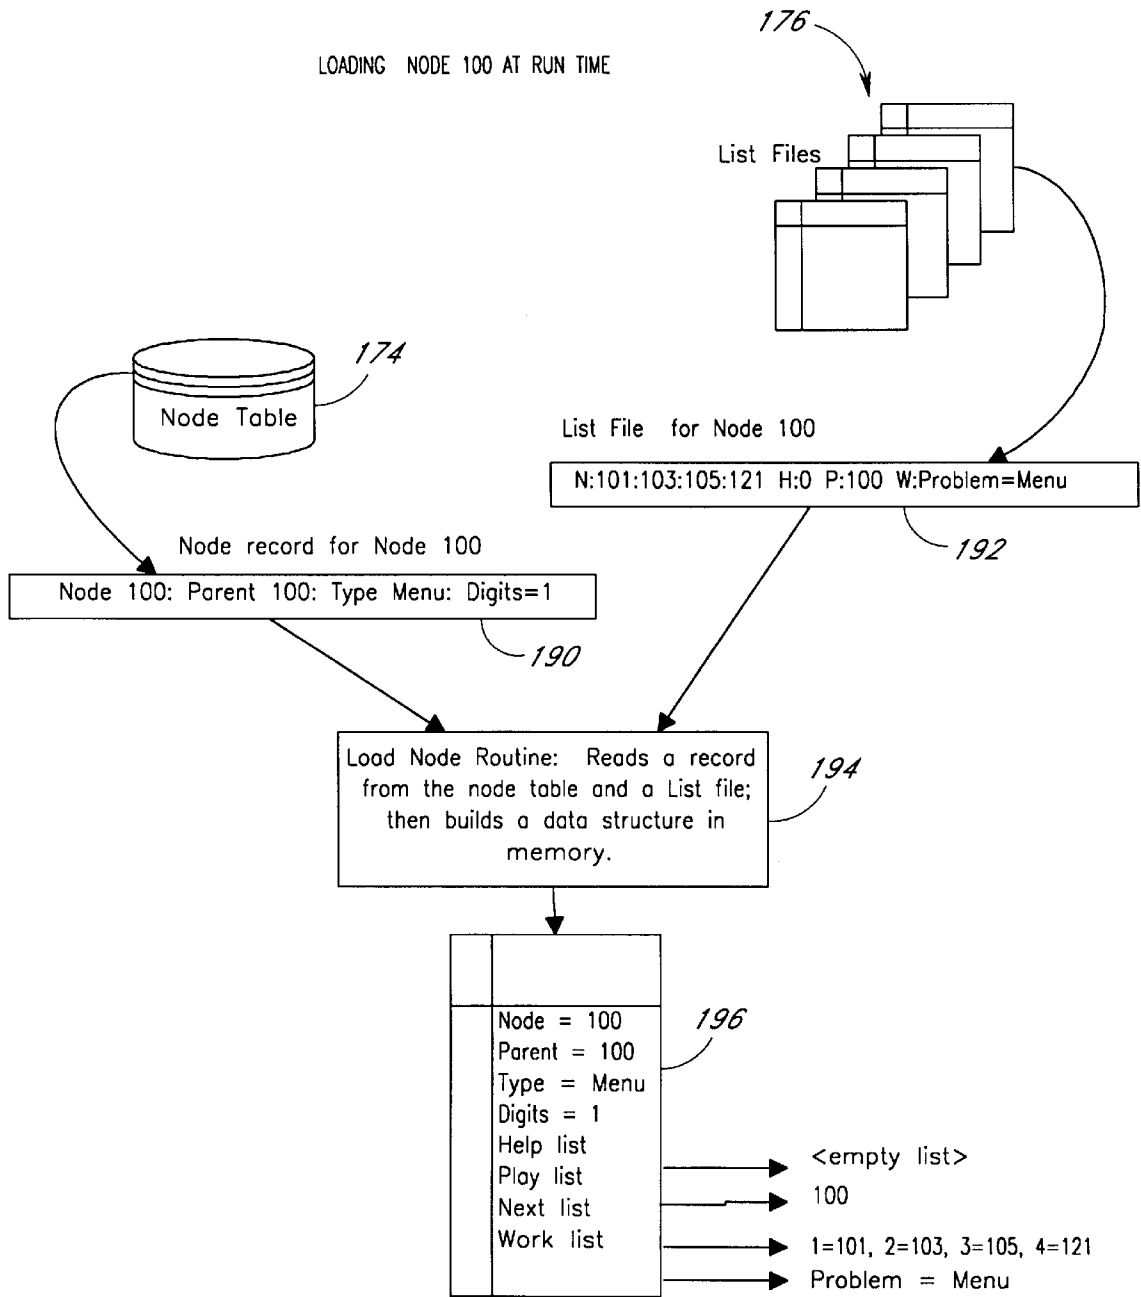 176
LOADING NODE 100 AT RUN TIME
List Files
174
Node Table
List File for Node 100
N:101:103:105:121 H:0 P:100 W:Problem=Menu
192
Node record for Node 100
Node 100: Parent 100: Type Menu: Digits=1
190
Load Node Routine: Reads a record
from the node table and a List file;
then builds a data structure in
memory.
194
196
Node = 100
Parent = 100
Type = Menu
Digits = 1
Help list
Play list
Next list
Work list
<empty list>
100
1=101, 2=103, 3=105, 4=121
Problem = Menu